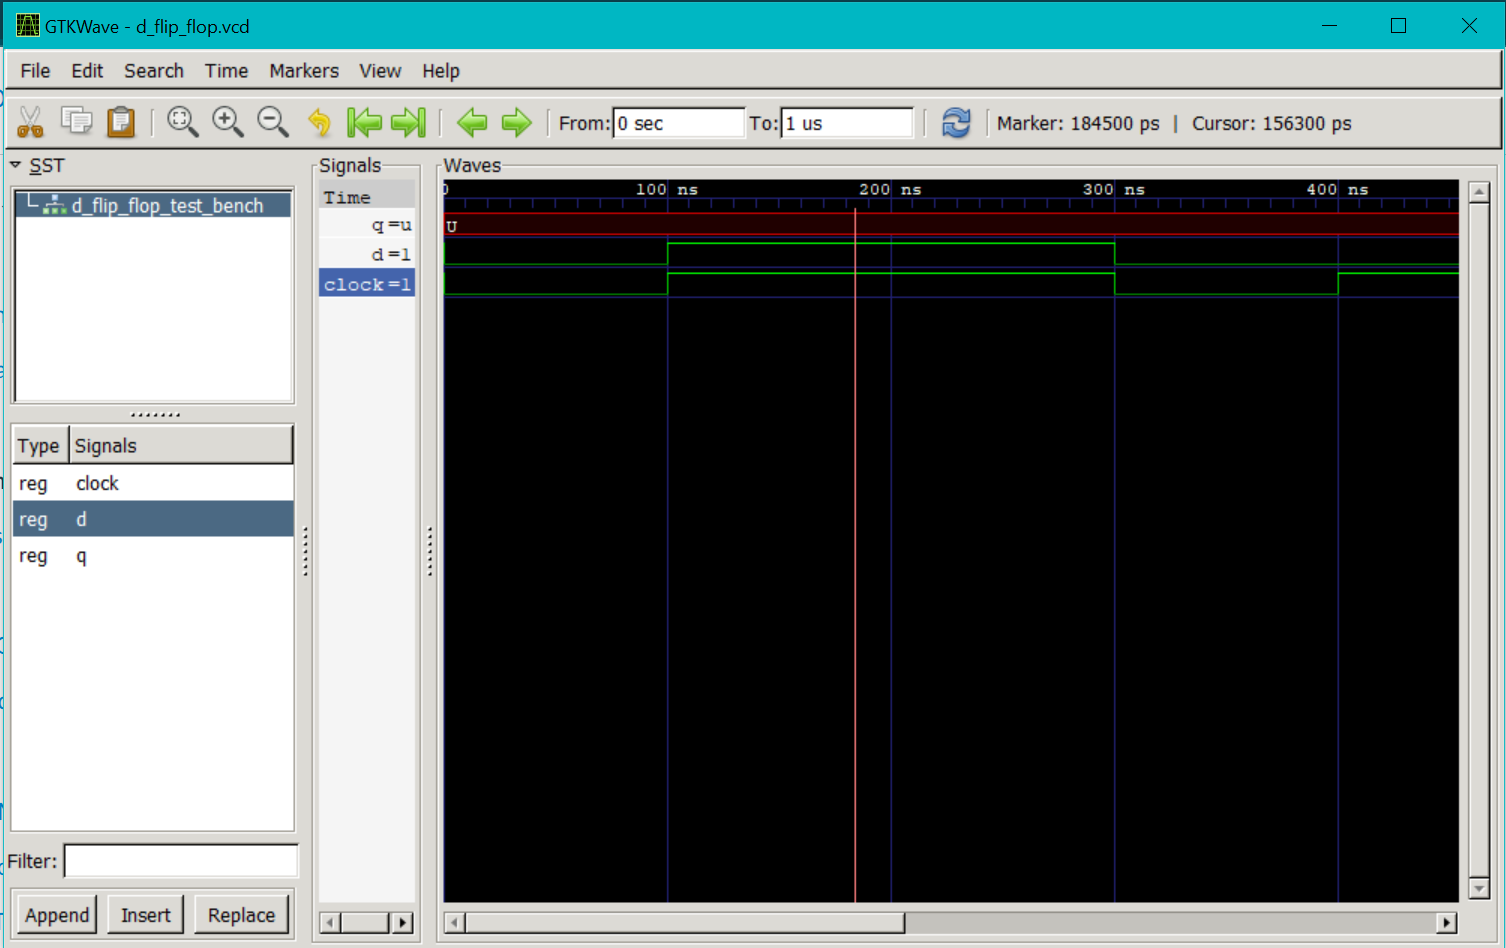 GTKWave - d_flip_flop.vcd
File Edit Search Time Markers View Help
From: 0 sec To: 1 us Marker: 184500 ps | Cursor: 156300 ps
SST
d_flip_flop_test_bench
Type Signals
reg clock
reg d
reg q
Filter:
Append Insert Replace
Signals
Time
q=u
d=1
clock=1
Waves
0 100 ns 200 ns 300 ns 400 ns
U